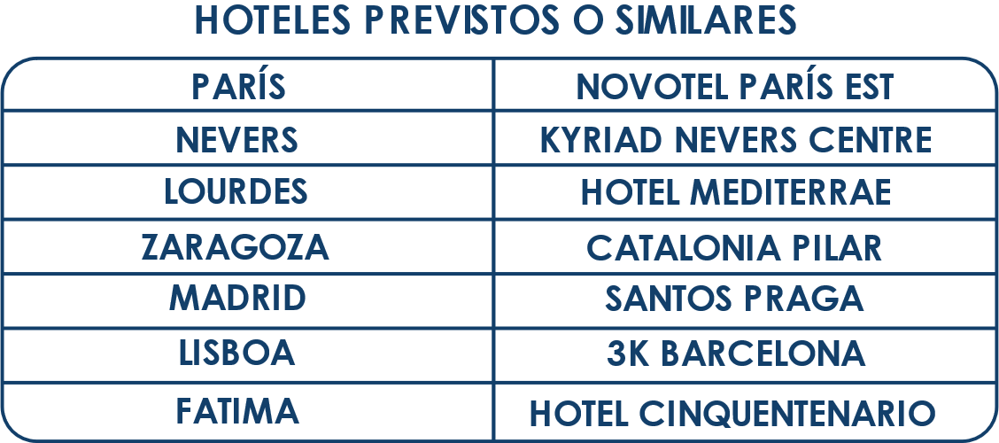 HOTELES PREVISTOS O SIMILARES
PARÍS NOVOTEL PARÍS EST
NEVERS KYRIAD NEVERS CENTRE
LOURDES HOTEL MEDITERRAE
ZARAGOZA CATALONIA PILAR
MADRID SANTOS PRAGA
LISBOA 3K BARCELONA
FATIMA HOTEL CINQUENTENARIO